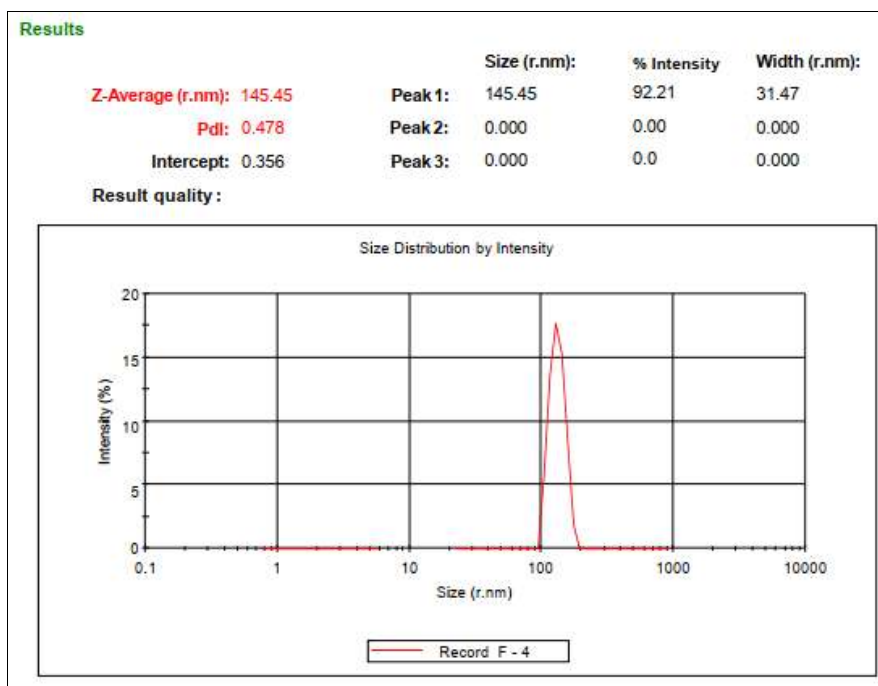 Results
Size (r.nm): % Intensity Width (r.nm):
Z-Average (r.nm): 145.45 Peak 1: 145.45 92.21 31.47
PdI: 0.478 Peak 2: 0.000 0.00 0.000
Intercept: 0.356 Peak 3: 0.000 0.0 0.000
Result quality :
Size Distribution by Intensity
20
15
10
5
0
Intensity (%)
0.1 1 10 100 1000 10000
Size (r.nm)
Record F - 4